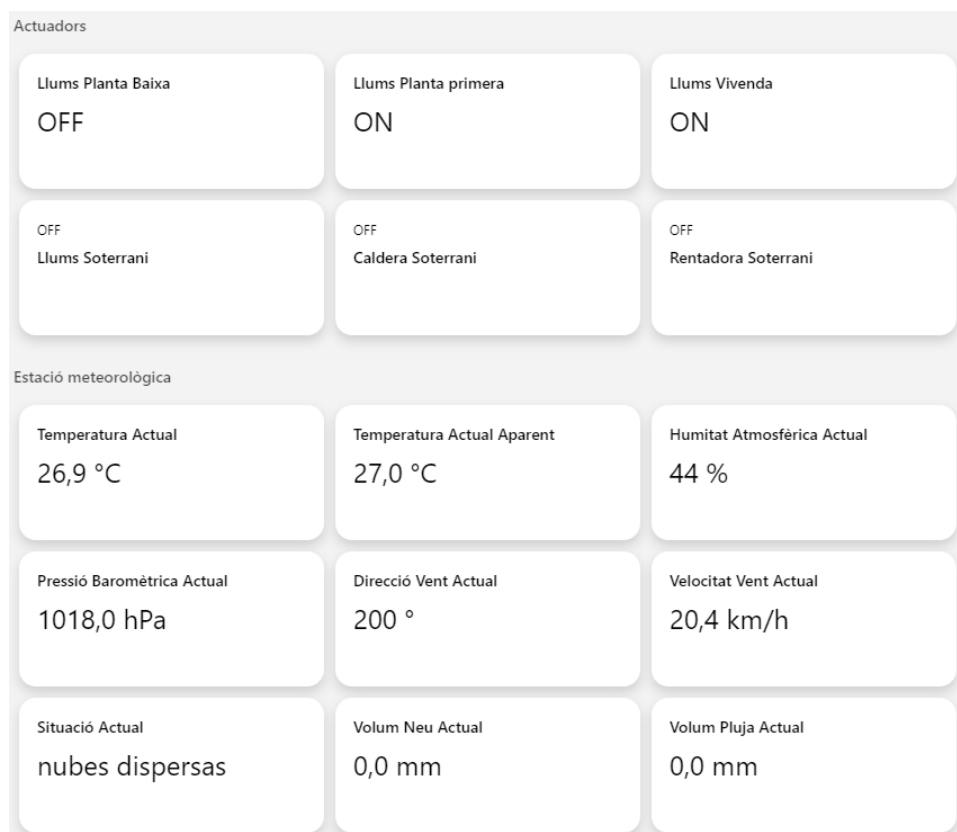 Actuadors
Llums Planta Baixa
OFF
Llums Planta primera
ON
Llums Vivenda
ON
OFF
Llums Soterrani
OFF
Caldera Soterrani
OFF
Rentadora Soterrani
Estació meteorològica
Temperatura Actual
26,9 °C
Temperatura Actual Aparent
27,0 °C
Humitat Atmosfèrica Actual
44 %
Pressió Baromètrica Actual
1018,0 hPa
Direcció Vent Actual
200 °
Velocitat Vent Actual
20,4 km/h
Situació Actual
nubes dispersas
Volum Neu Actual
0,0 mm
Volum Pluja Actual
0,0 mm